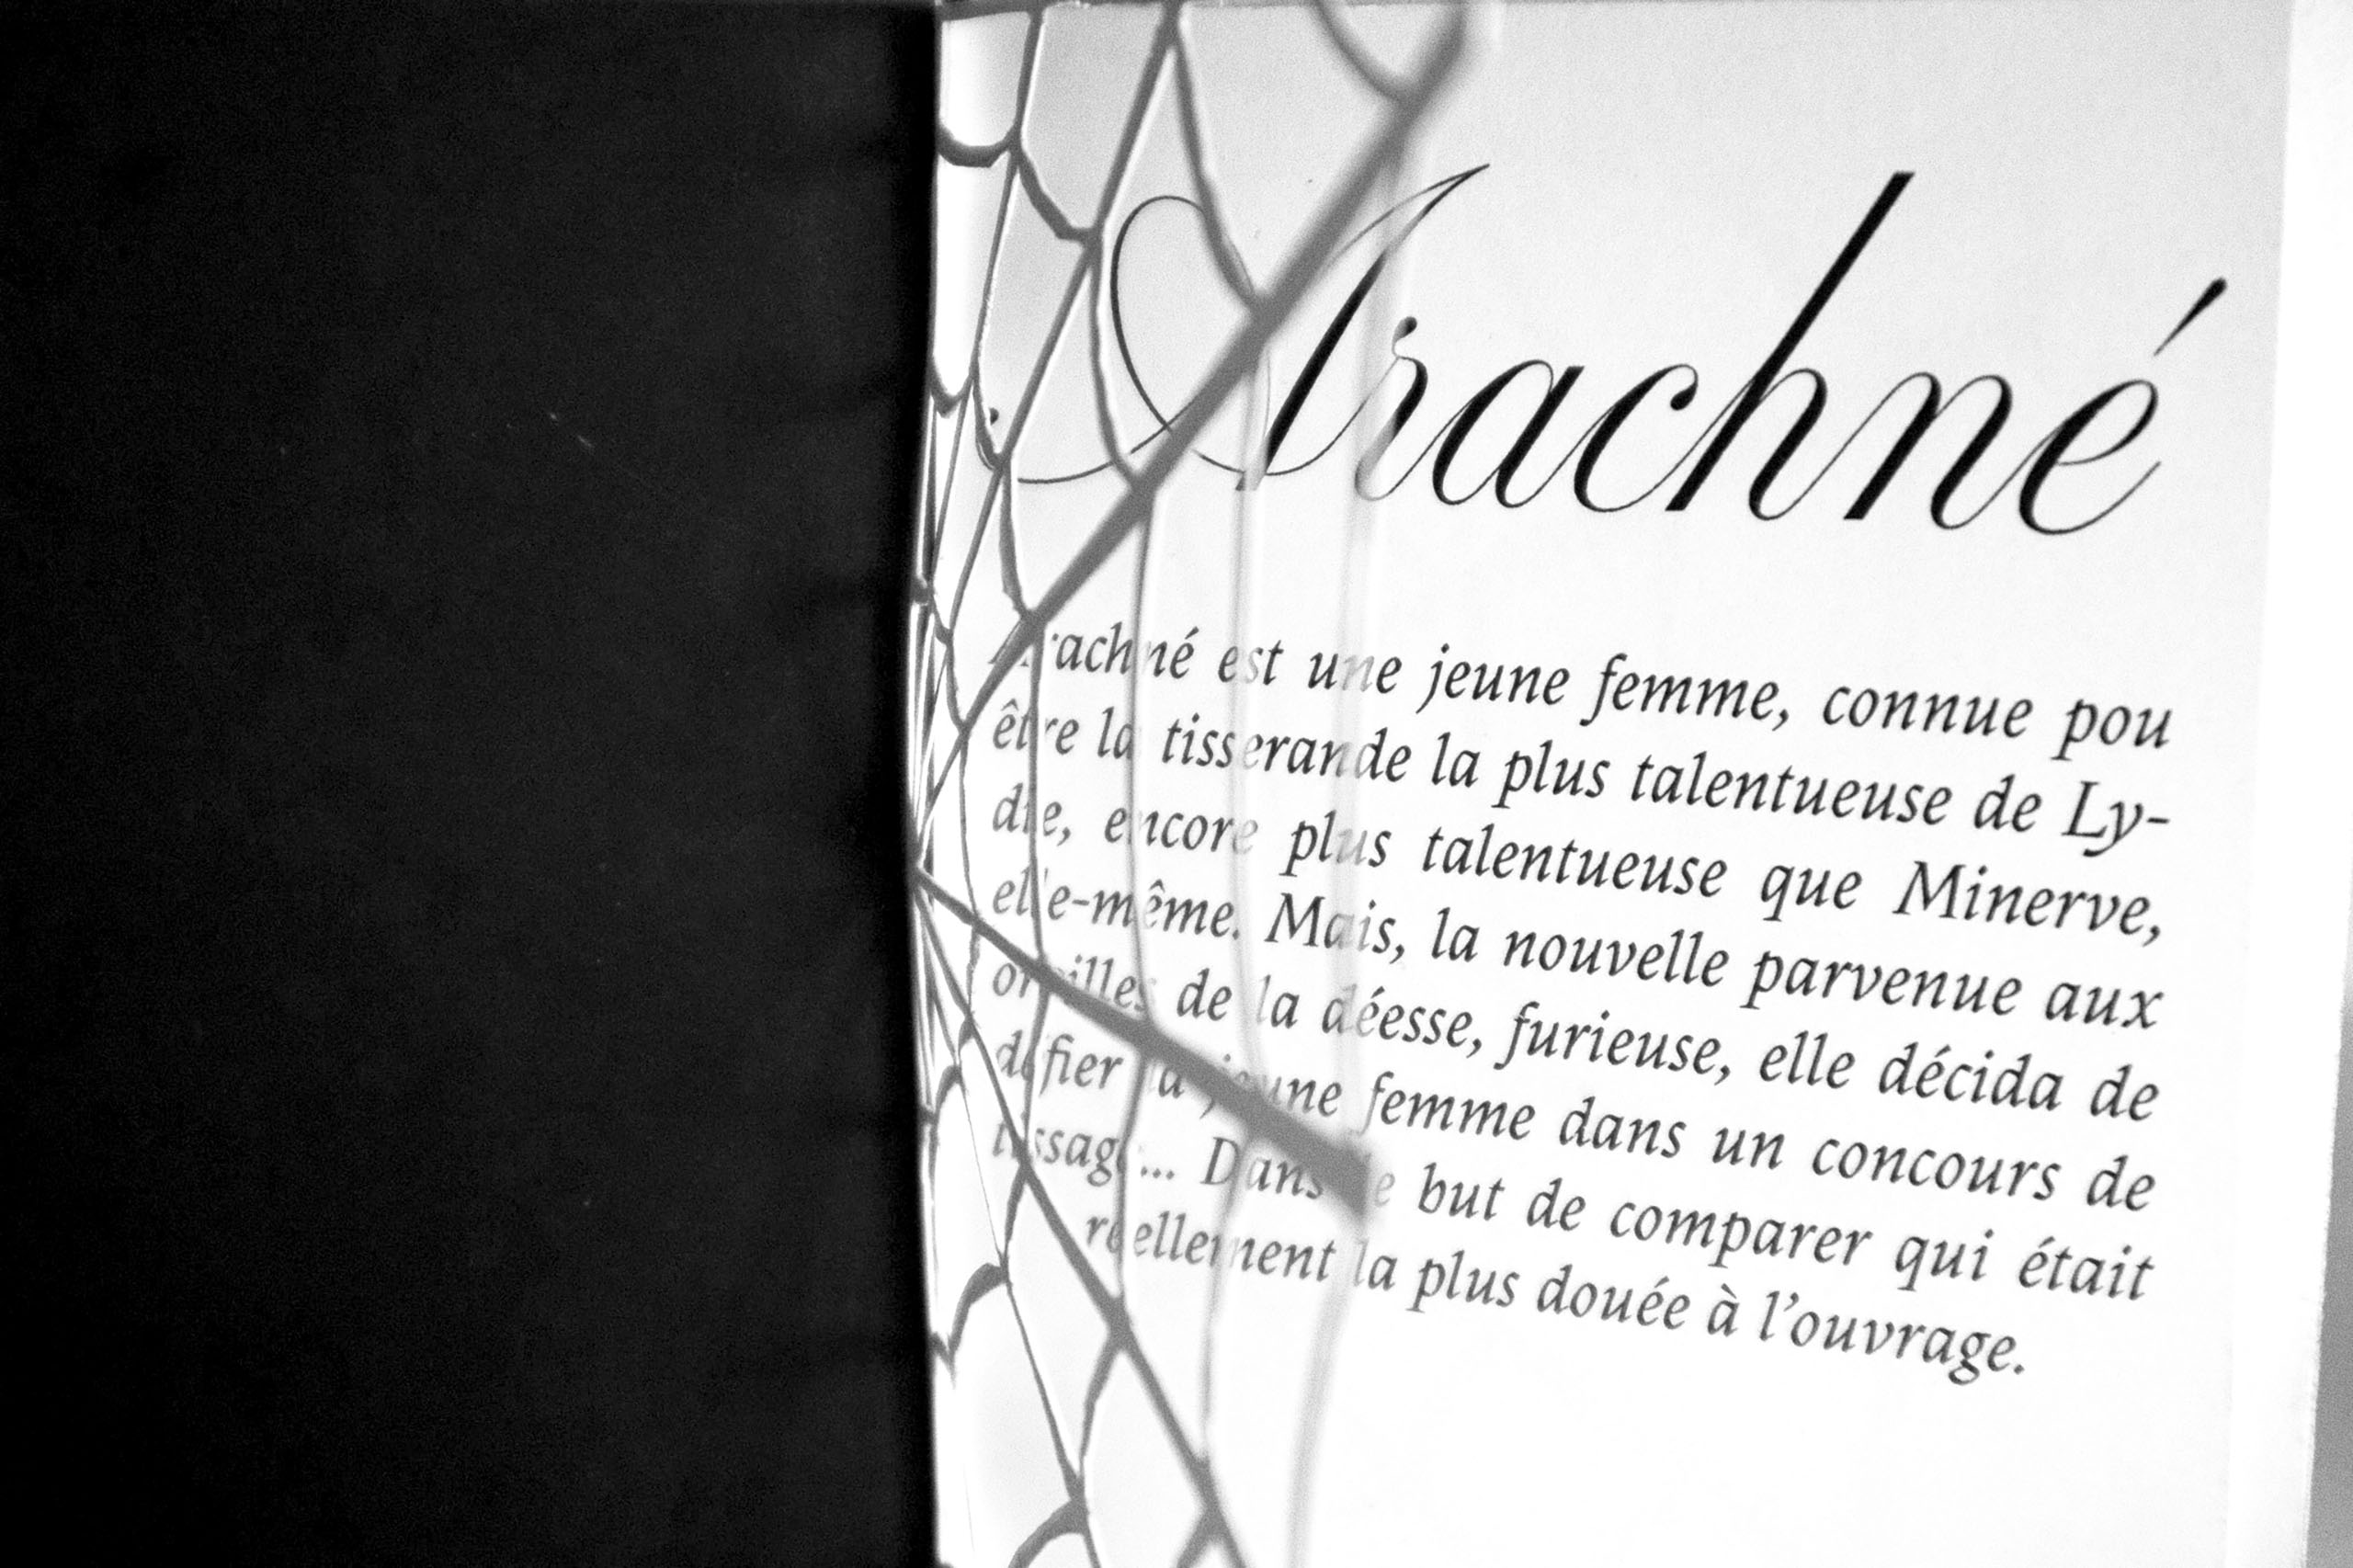 Arachné
Arachné est une jeune femme, connue pou
être la tisserande la plus talentueuse de Ly-
die, encore plus talentueuse que Minerve,
elle-même. Mais, la nouvelle parvenue aux
oreilles de la déesse, furieuse, elle décida de
défier la jeune femme dans un concours de
tissage... Dans le but de comparer qui était
réellement la plus douée à l'ouvrage.